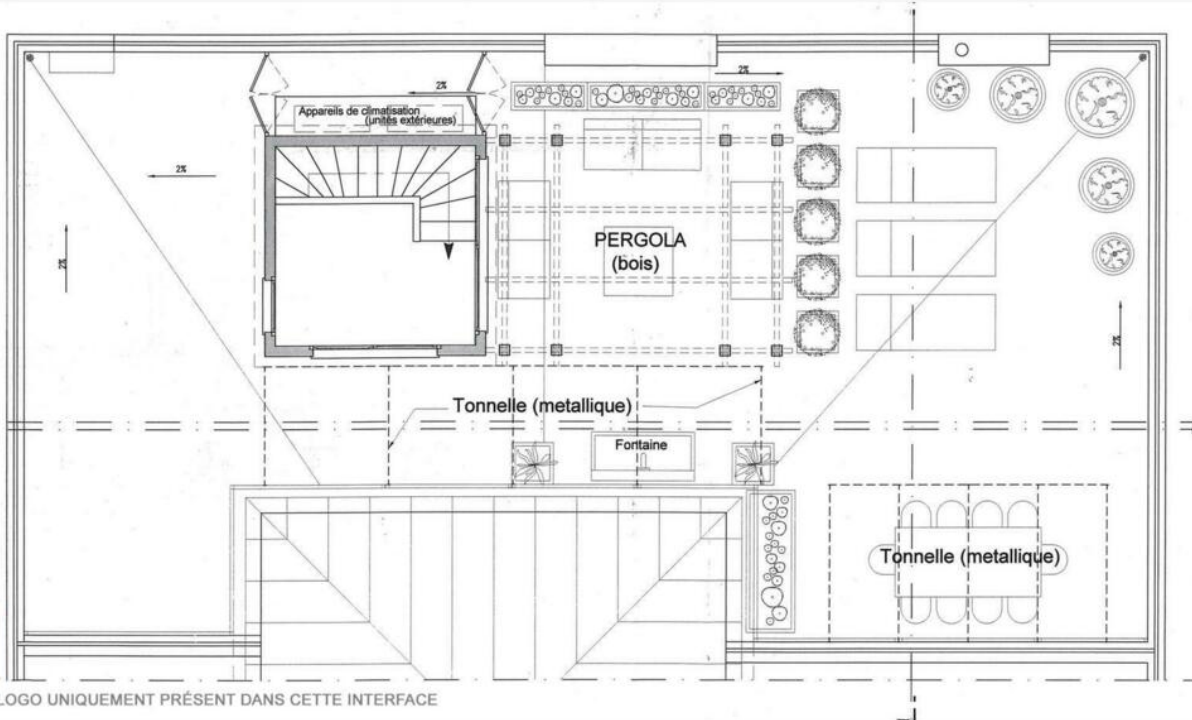 2%
2%
Appareils de climatisation
(unités extérieures)
2%
2%
PERGOLA
(bois)
2%
Tonnelle (metallique)
Fontaine
Tonnelle (metallique)
LOGO UNIQUEMENT PRÉSENT DANS CETTE INTERFACE